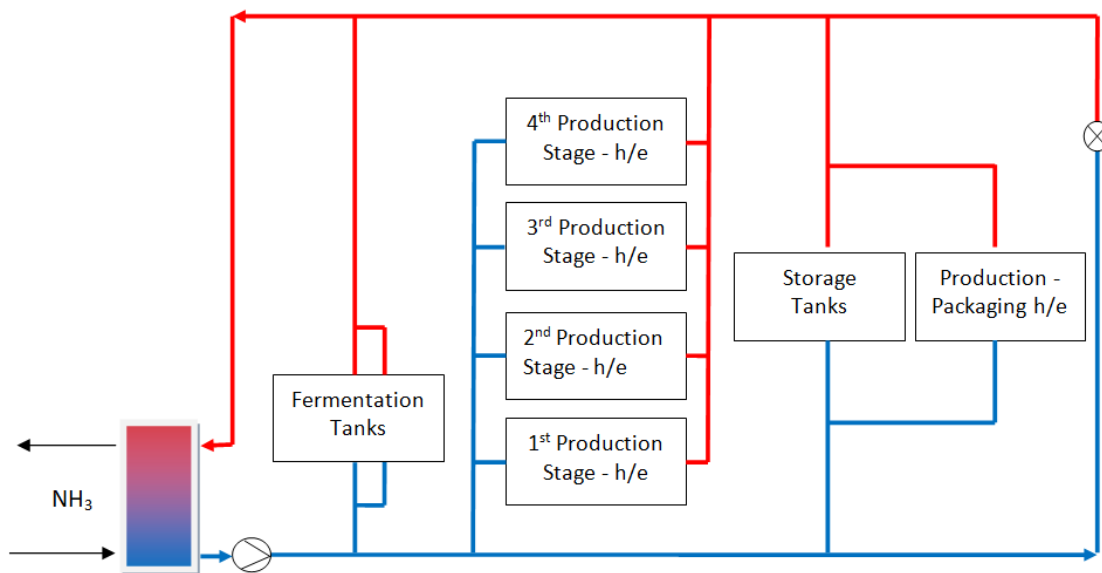 4th Production
Stage - h/e
3rd Production
Stage - h/e
2nd Production
Stage - h/e
1st Production
Stage - h/e
Storage
Tanks
Production -
Packaging h/e
Fermentation
Tanks
NH3